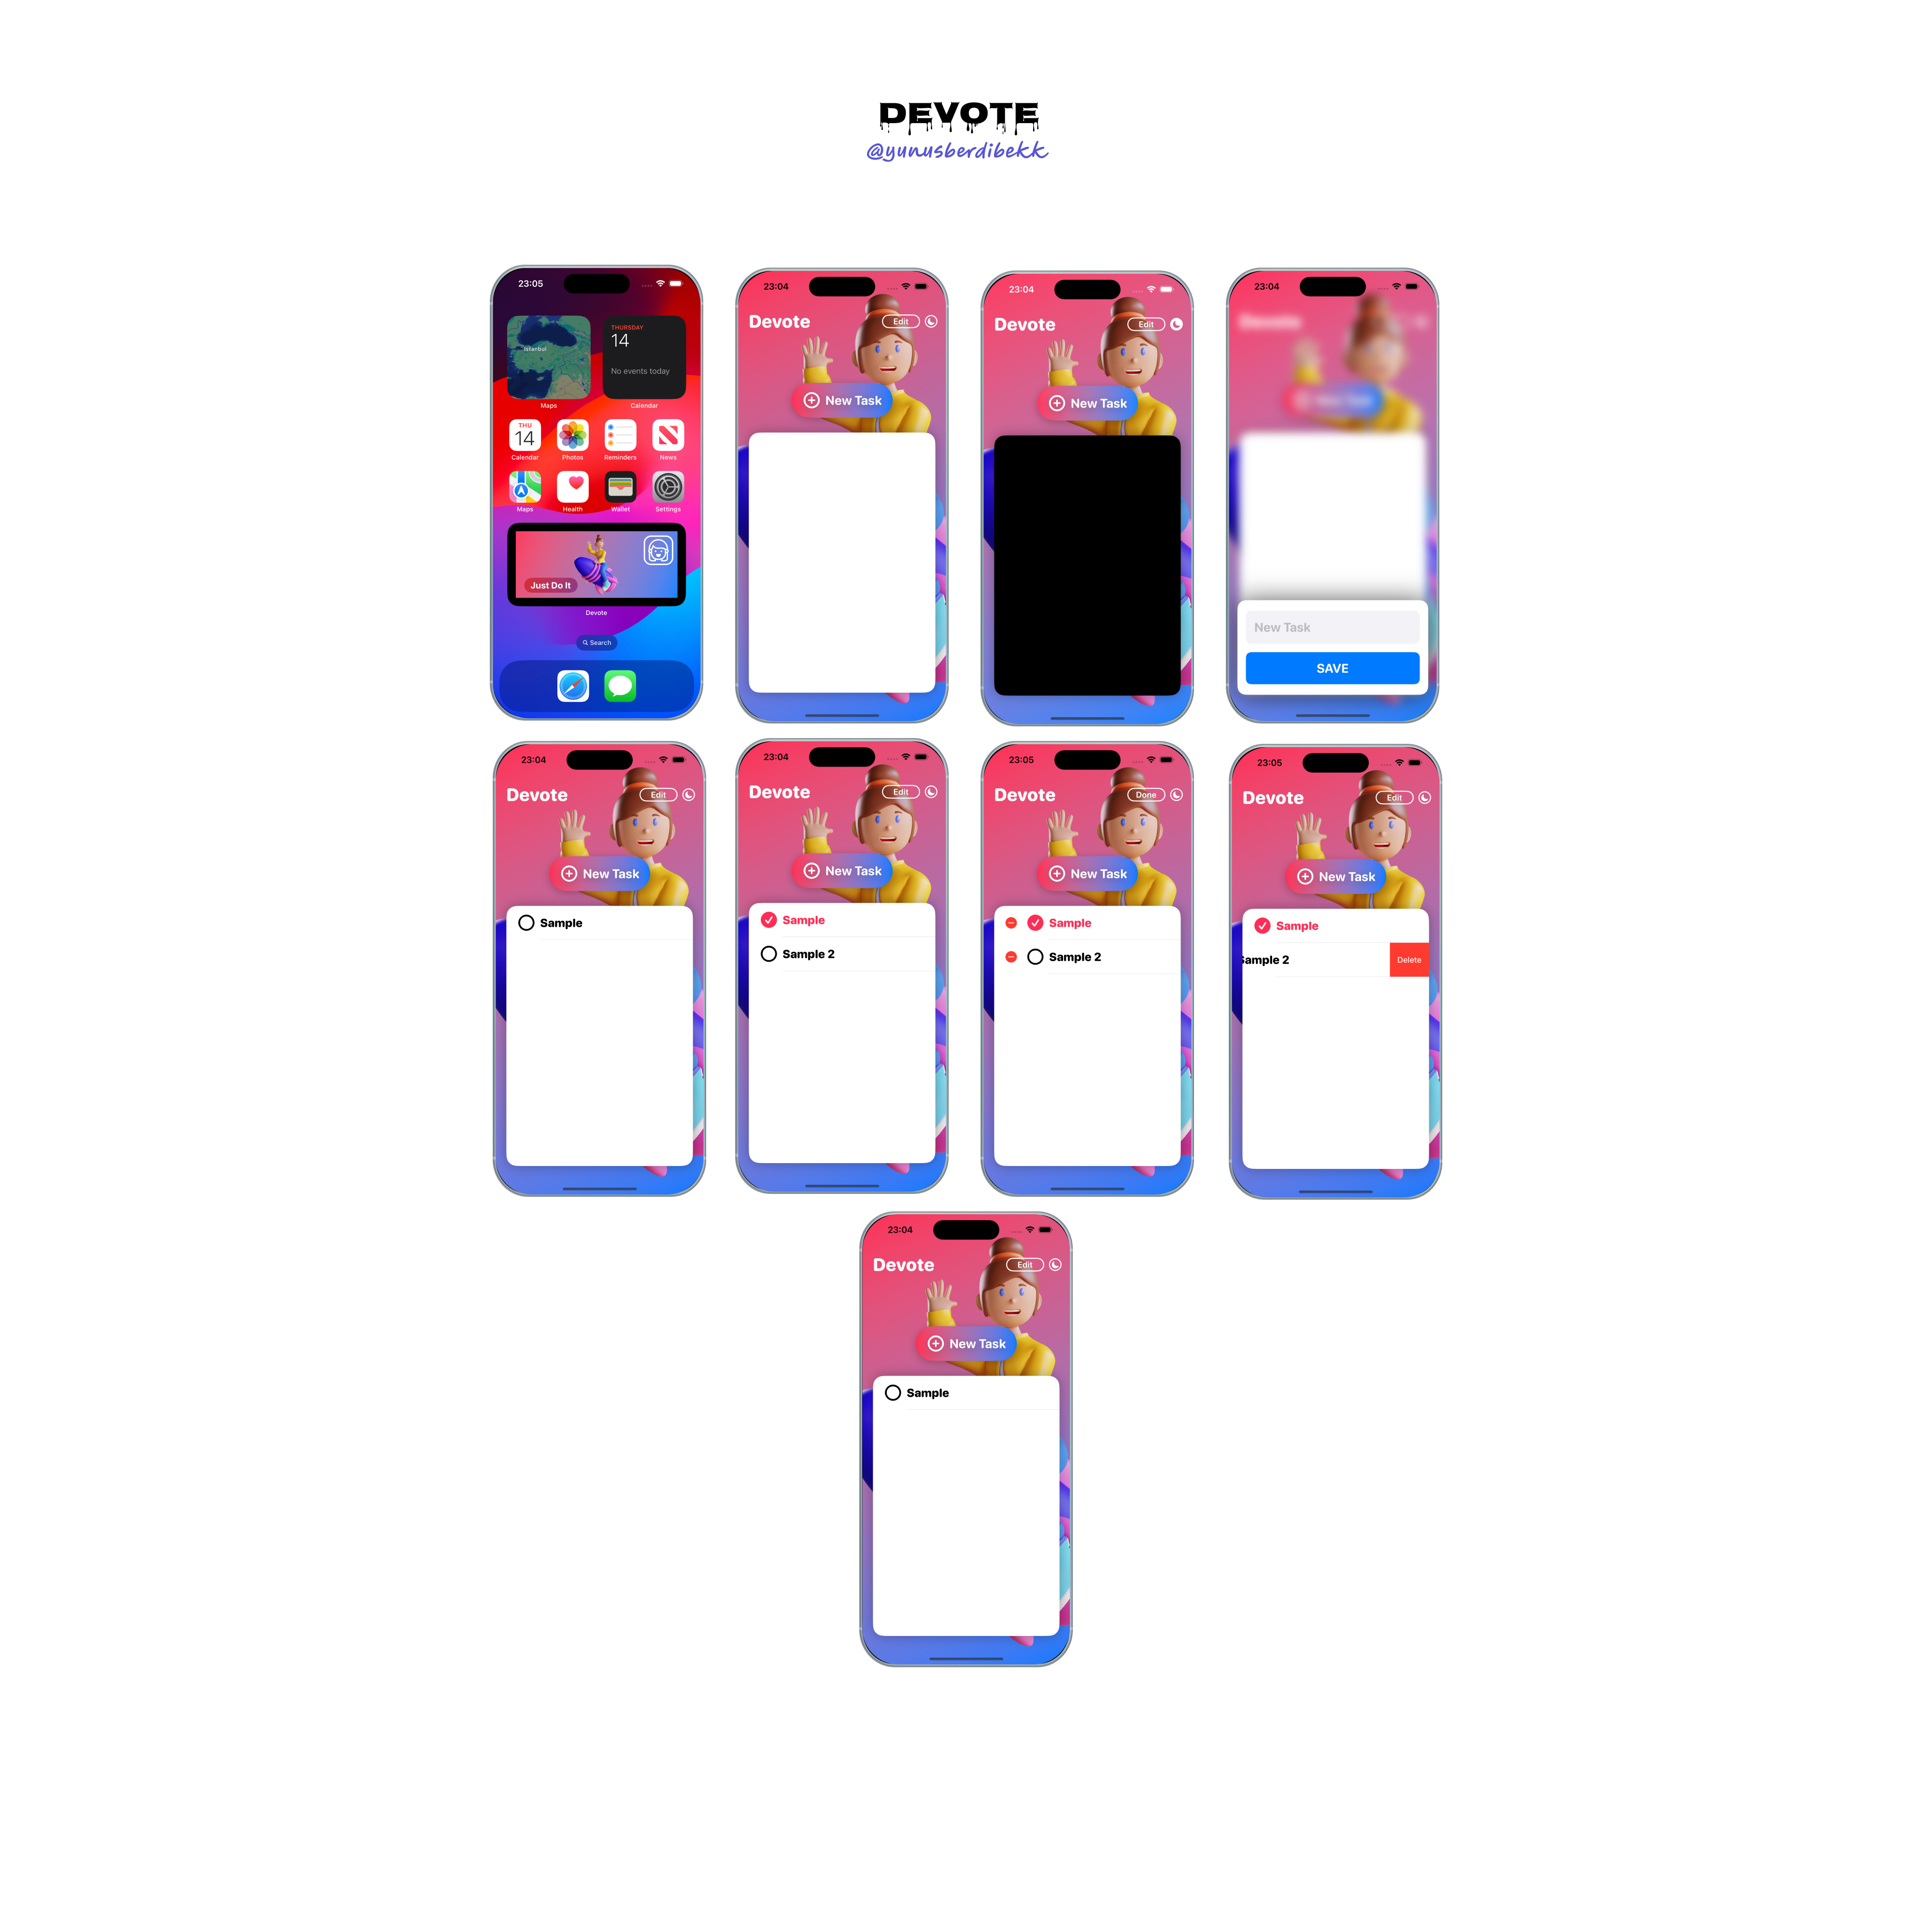 DEVOTE
@yunusberdibekk
23:05
Istanbul
THURSDAY
14
No events today
Maps
Calendar
THU
14
Calendar
Photos
Reminders
News
Maps
Health
Wallet
Settings
Just Do It
Devote
Search
23:04
Devote
Edit
New Task
23:04
Devote
Edit
New Task
23:04
New Task
SAVE
23:04
Devote
Edit
New Task
Sample
23:04
Devote
Edit
New Task
Sample
Sample 2
23:05
Devote
Done
New Task
Sample
Sample 2
23:05
Devote
Edit
New Task
Sample
Sample 2
Delete
23:04
Devote
Edit
New Task
Sample